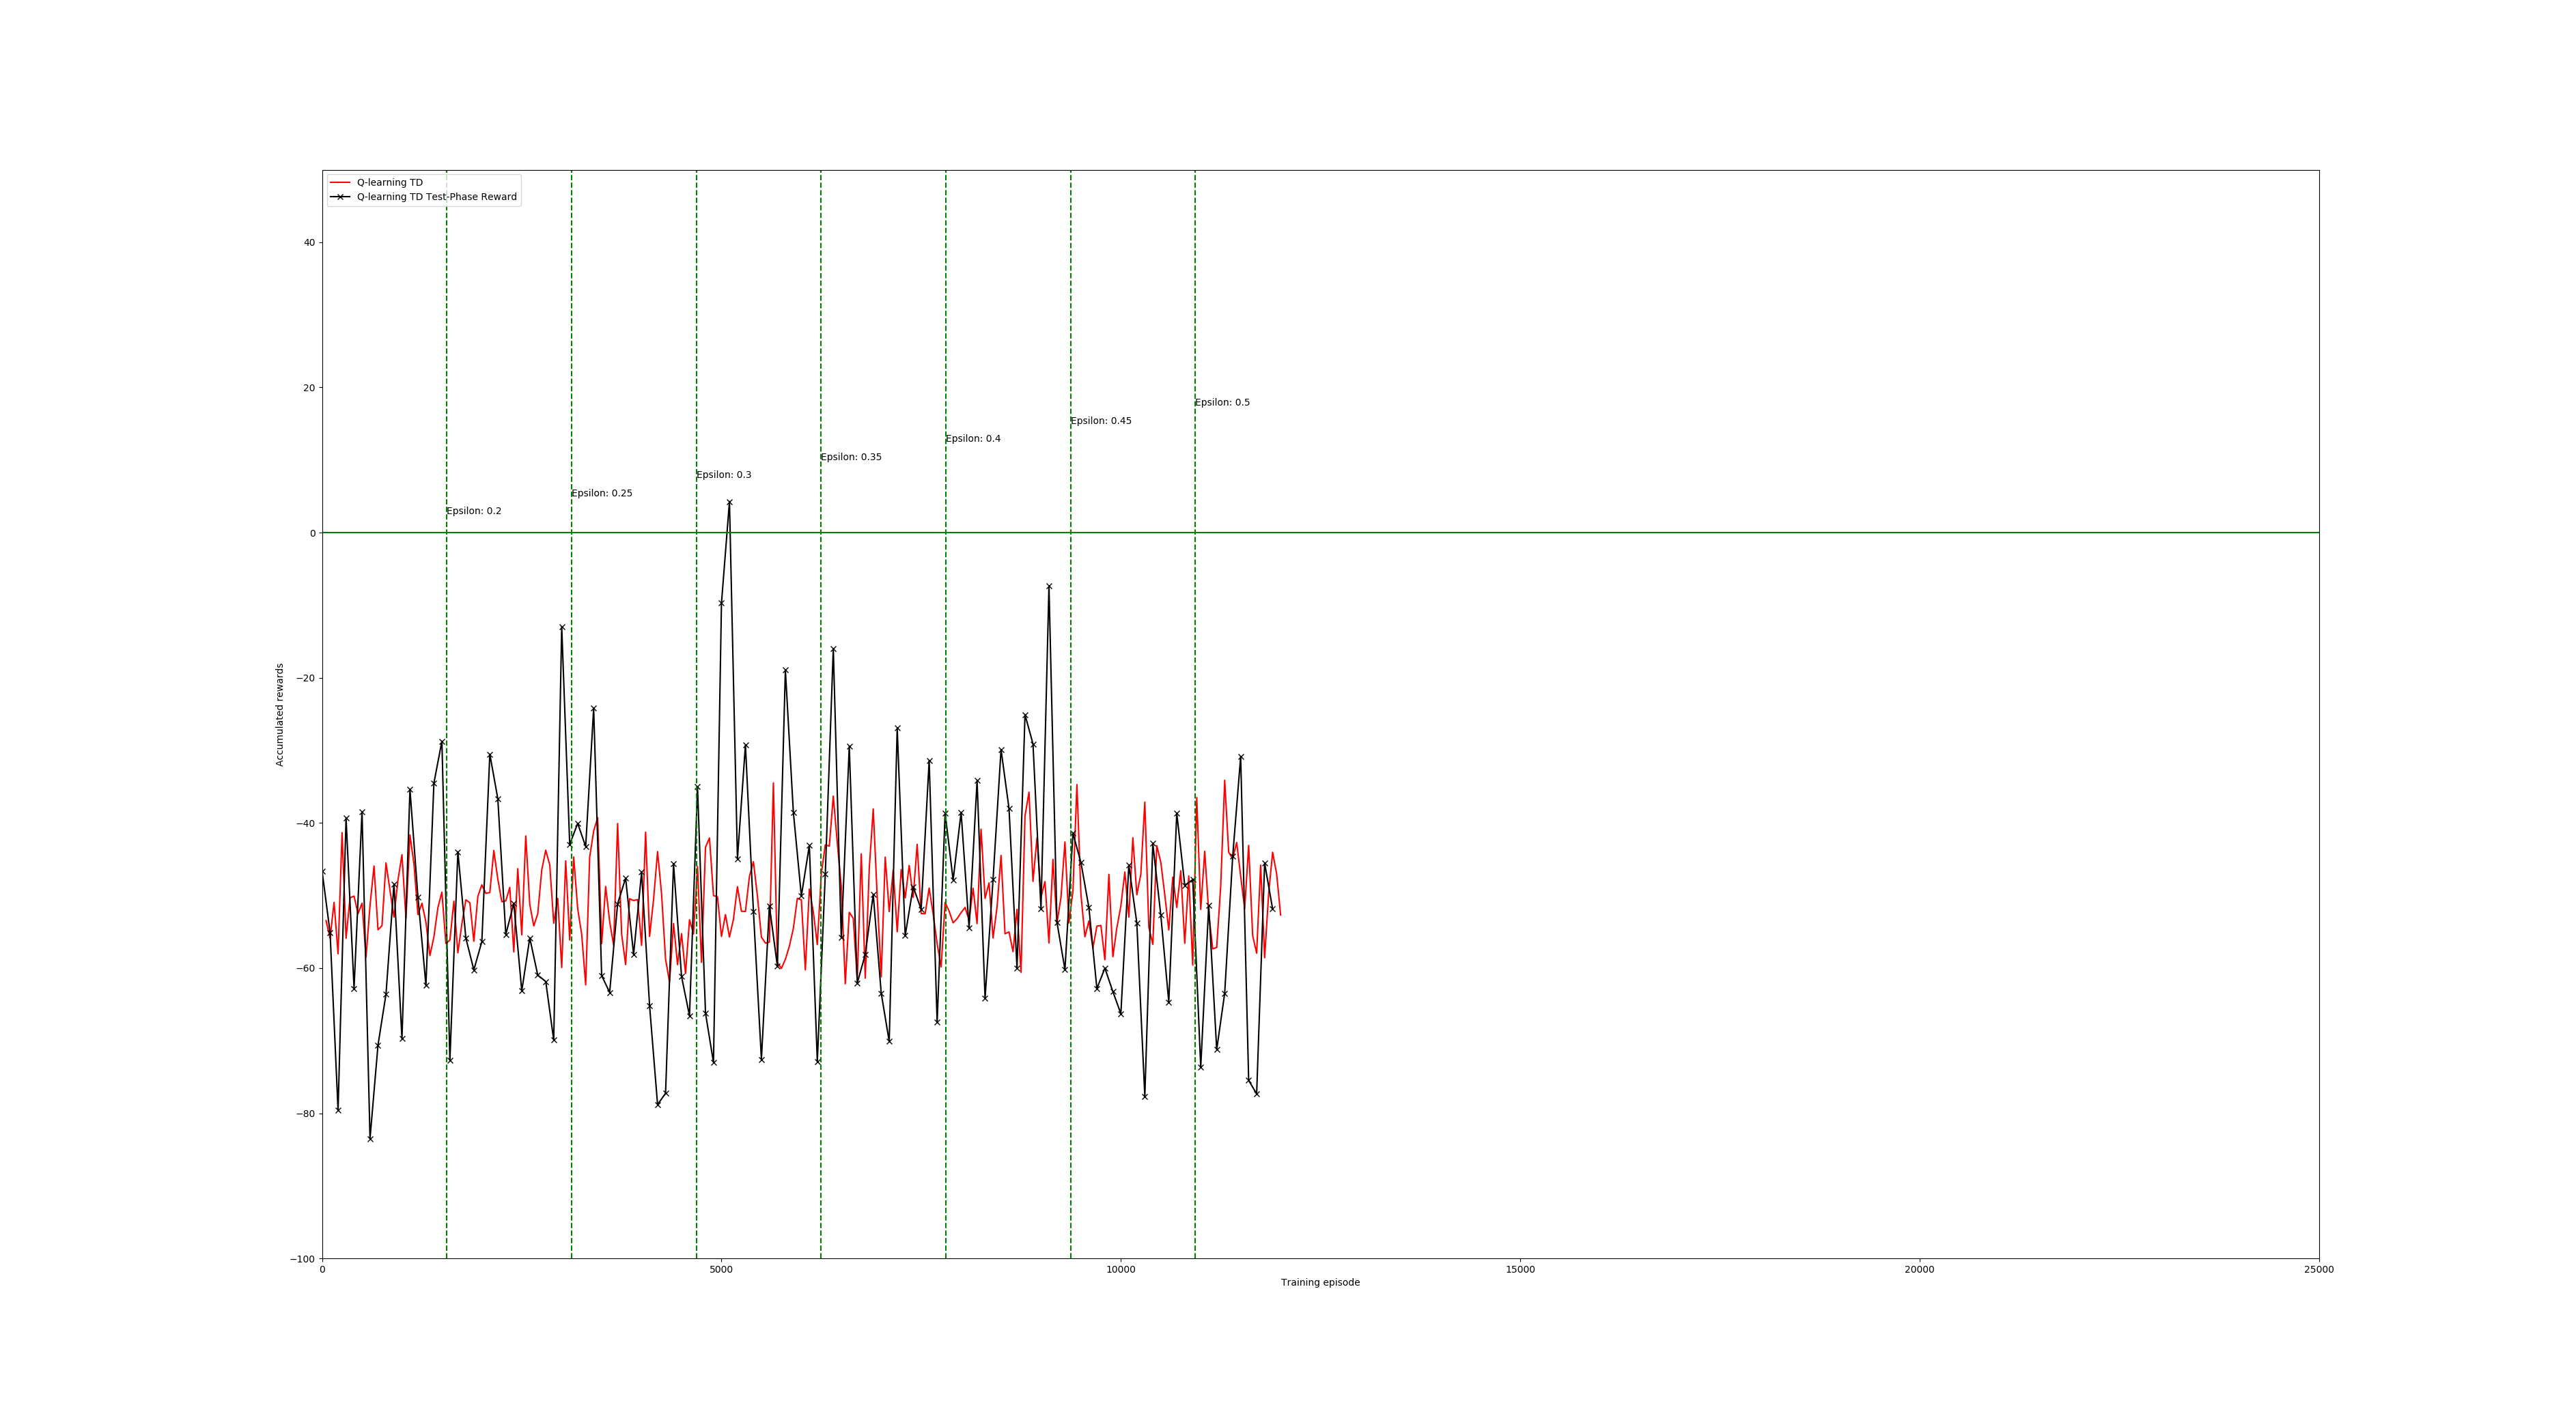 Q-learning TD
Q-learning TD Test-Phase Reward
40
20
0
−20
−40
−60
−80
−100
Accumulated rewards
Epsilon: 0.5
Epsilon: 0.45
Epsilon: 0.4
Epsilon: 0.35
Epsilon: 0.3
Epsilon: 0.25
Epsilon: 0.2
0
5000
10000
15000
20000
25000
Training episode